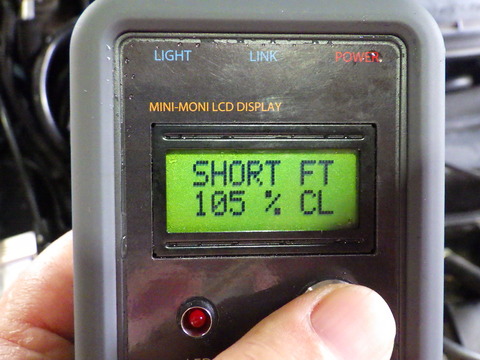 LIGHT LINK POWER
MINI-MONI LCD DISPLAY
SHORT FT
105 % CL